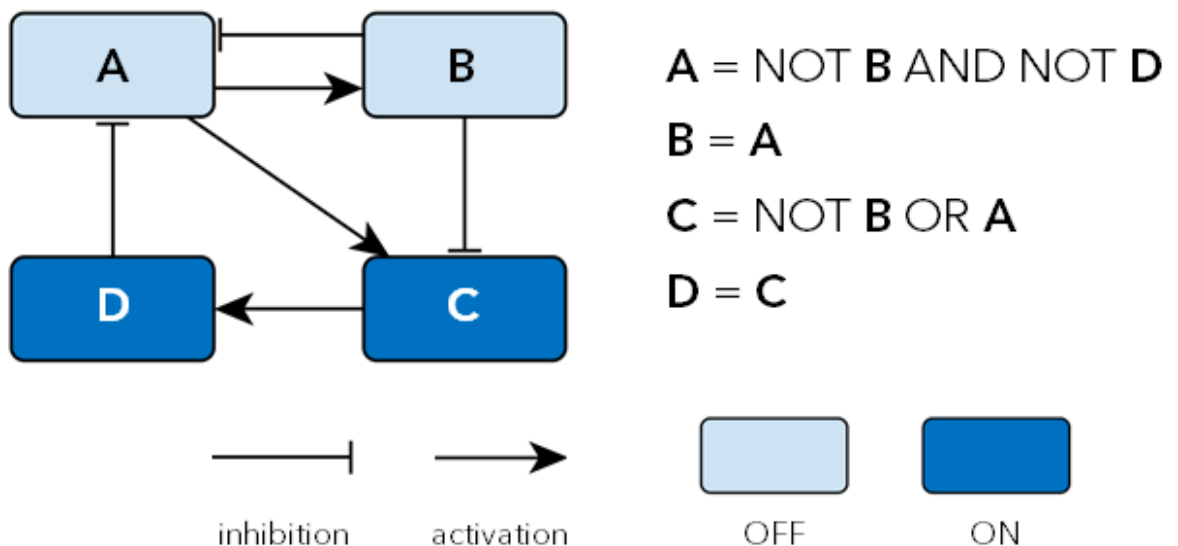 A
B
D
C
A = NOT B AND NOT D
B = A
C = NOT B OR A
D = C
inhibition
activation
OFF
ON